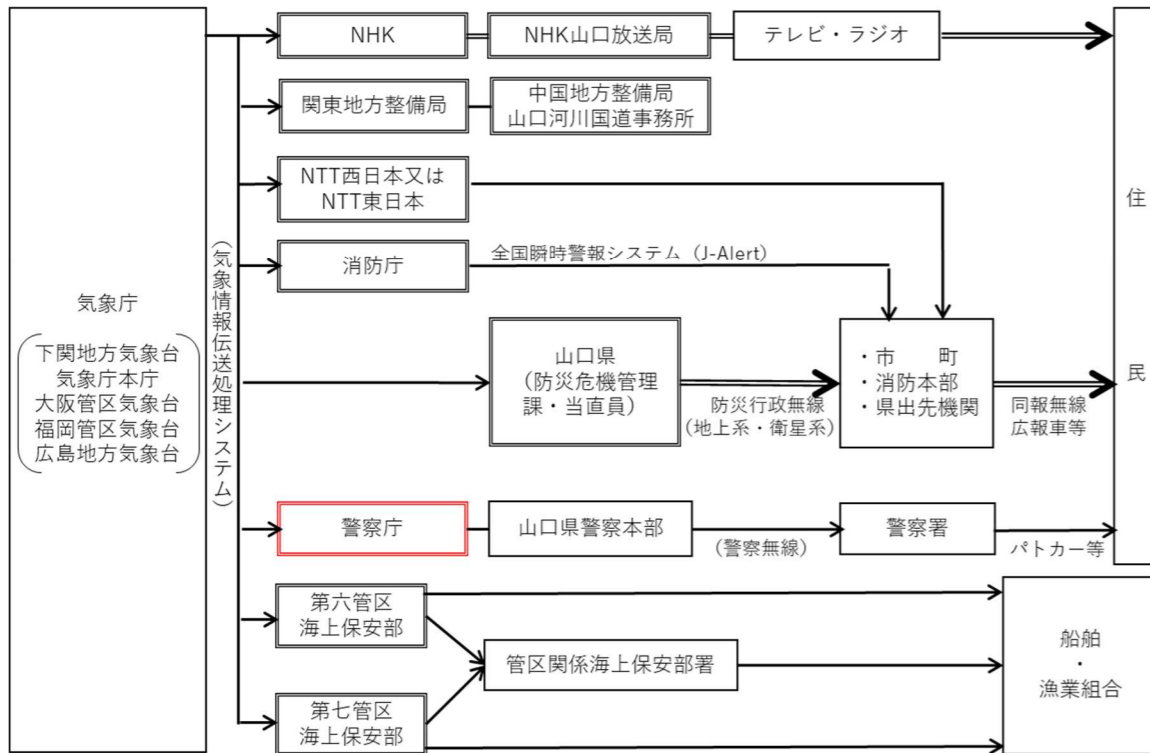 NHK
NHK山口放送局
テレビ・ラジオ
関東地方整備局
中国地方整備局
山口河川国道事務所
NTT西日本又は
NTT東日本
消防庁
全国瞬時警報システム（J-Alert）
気象庁
下関地方気象台
気象庁本庁
大阪管区気象台
福岡管区気象台
広島地方気象台
（気象情報伝送処理システム）
山口県
（防災危機管理
課・当直員）
防災行政無線
（地上系・衛星系）
・市　　町
・消防本部
・県出先機関
同報無線
広報車等
住民
警察庁
山口県警察本部
（警察無線）
警察署
パトカー等
第六管区
海上保安部
管区関係海上保安部署
第七管区
海上保安部
船舶
・
漁業組合